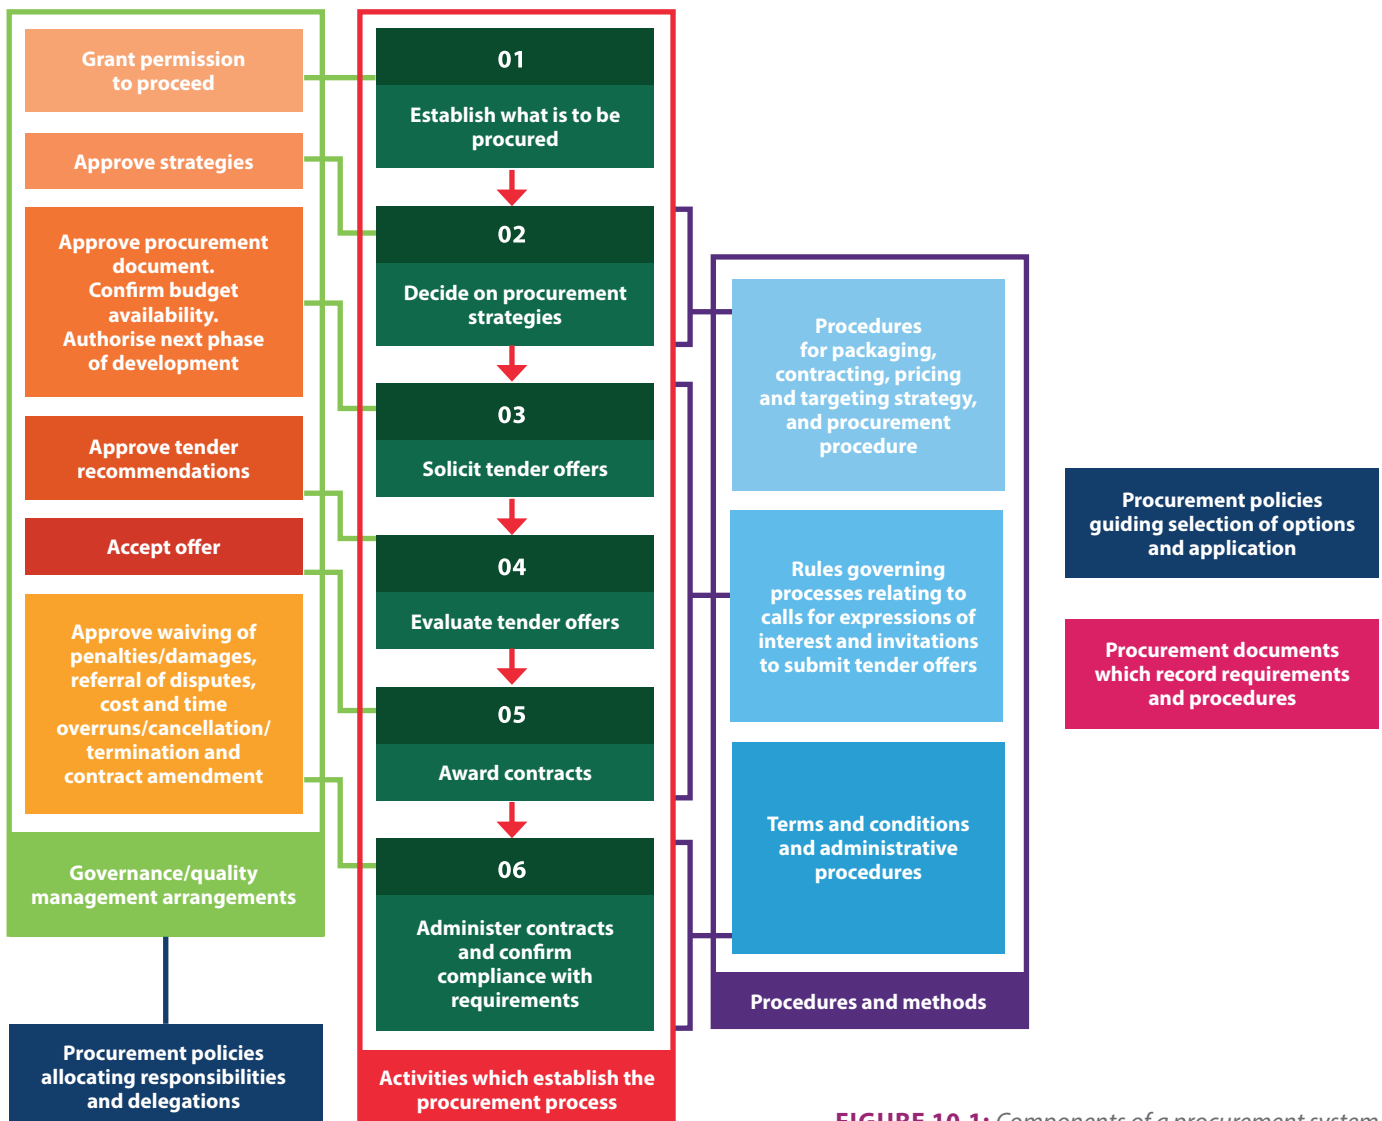 Grant permission
to proceed
Approve strategies
Approve procurement
document.
Confirm budget
availability.
Authorise next phase
of development
Approve tender
recommendations
Accept offer
Approve waiving of
penalties/damages,
referral of disputes,
cost and time
overruns/cancellation/
termination and
contract amendment
Governance/quality
management arrangements
Procurement policies
allocating responsibilities
and delegations
01
Establish what is to be
procured
02
Decide on procurement
strategies
03
Solicit tender offers
04
Evaluate tender offers
05
Award contracts
06
Administer contracts
and confirm
compliance with
requirements
Activities which establish the
procurement process
Procedures
for packaging,
contracting, pricing
and targeting strategy,
and procurement
procedure
Rules governing
processes relating to
calls for expressions of
interest and invitations
to submit tender offers
Terms and conditions
and administrative
procedures
Procedures and methods
Procurement policies
guiding selection of options
and application
Procurement documents
which record requirements
and procedures
FIGURE 10-1: Components of a procurement system